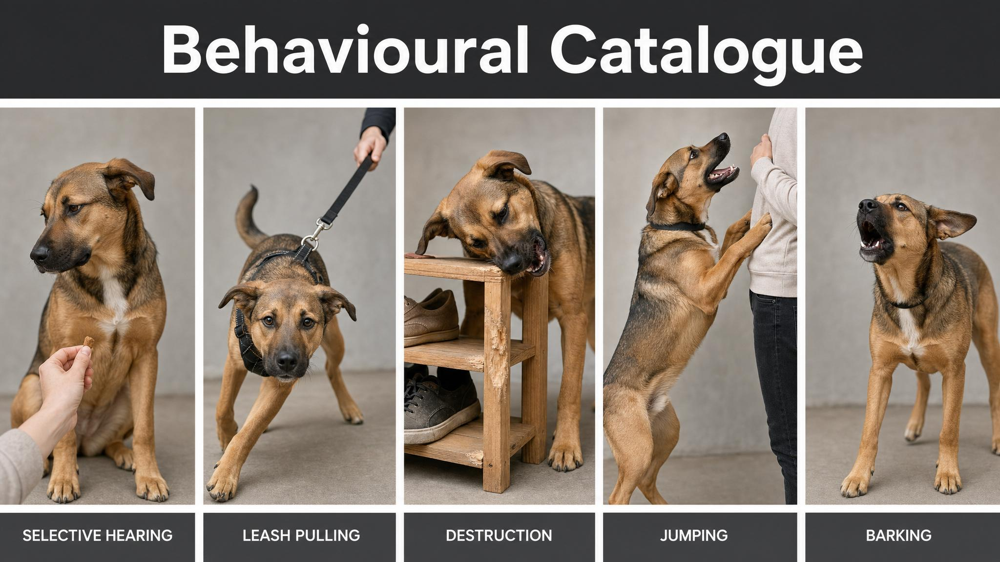 Behavioural Catalogue
SELECTIVE HEARING
LEASH PULLING
DESTRUCTION
JUMPING
BARKING